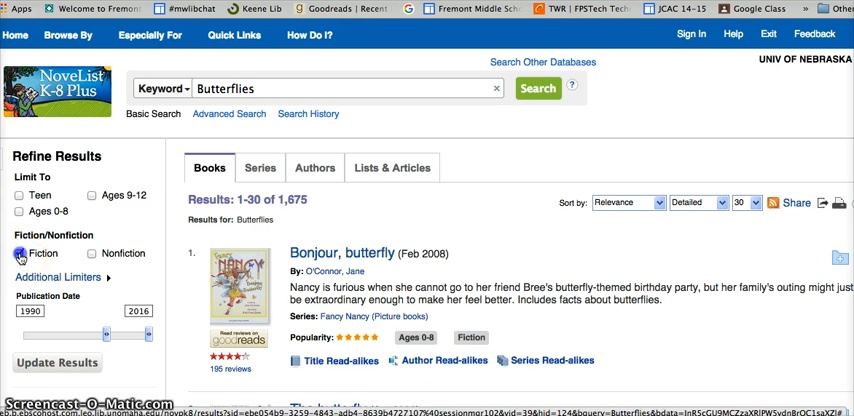 Apps Welcome to Fremon #mwlibchat Keene Lib Goodreads | Recent Fremont Middle Sch TWR | FPSTech Tech JCAC 14-15 Google Class » Other
Home Browse By Especially For Quick Links How Do I? Sign In Help Exit Feedback
Search Other Databases UNIV OF NEBRASKA
NoveList
K-8 Plus
Keyword Butterflies × Search ?
Basic Search Advanced Search Search History
Refine Results
Limit To
Teen Ages 9-12
Ages 0-8
Fiction/Nonfiction
Fiction Nonfiction
Additional Limiters
Publication Date
1990 2016
Update Results
Books Series Authors Lists & Articles
Results: 1-30 of 1,675 Sort by: Relevance Detailed 30 Share
Results for: Butterflies
1. Bonjour, butterfly (Feb 2008)
By: O'Connor, Jane
Nancy is furious when she cannot go to her friend Bree's butterfly-themed birthday party, but her family's outing might just
be extraordinary enough to make her feel better. Includes facts about butterflies.
Series: Fancy Nancy (Picture books)
Popularity: Ages 0-8 Fiction
FANCY NANCY
Read reviews on
goodreads
195 reviews
Title Read-alikes Author Read-alikes Series Read-alikes
Screencast-O-Matic.com